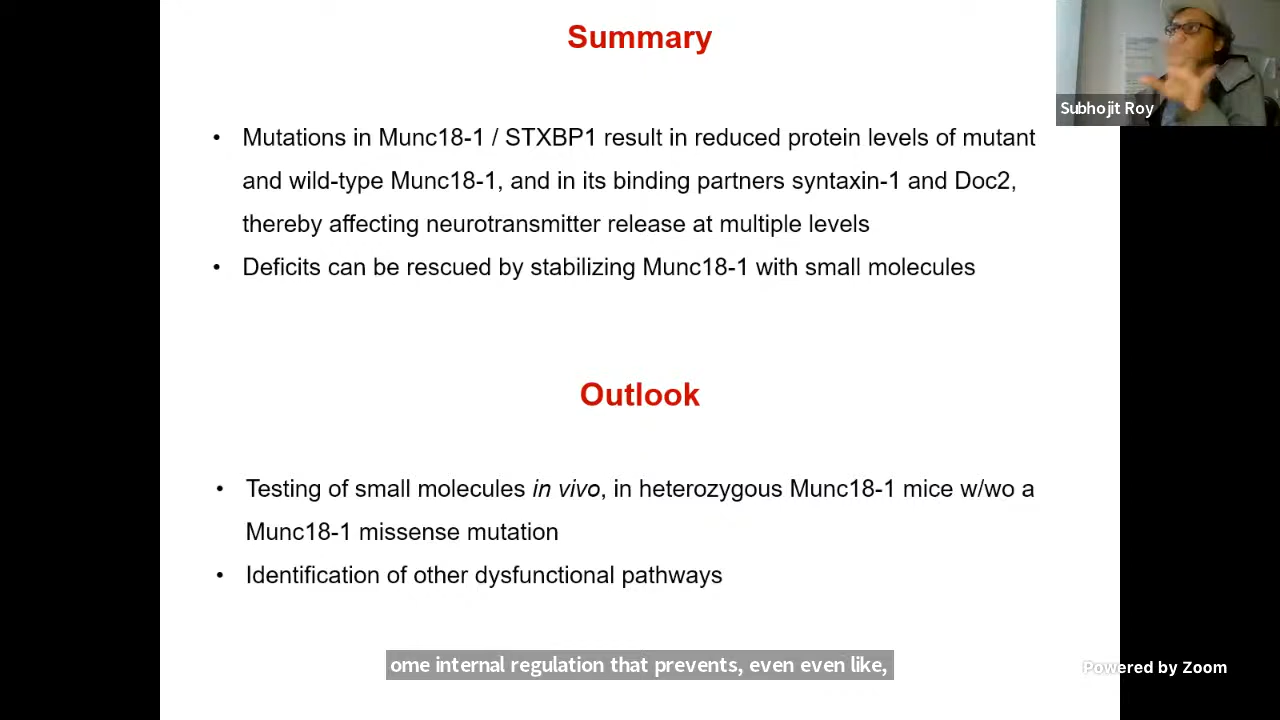 Summary
Subhojit Roy
• Mutations in Munc18-1 / STXBP1 result in reduced protein levels of mutant
and wild-type Munc18-1, and in its binding partners syntaxin-1 and Doc2,
thereby affecting neurotransmitter release at multiple levels
• Deficits can be rescued by stabilizing Munc18-1 with small molecules
Outlook
• Testing of small molecules in vivo, in heterozygous Munc18-1 mice w/wo a
Munc18-1 missense mutation
• Identification of other dysfunctional pathways
ome internal regulation that prevents, even even like,
Powered by Zoom